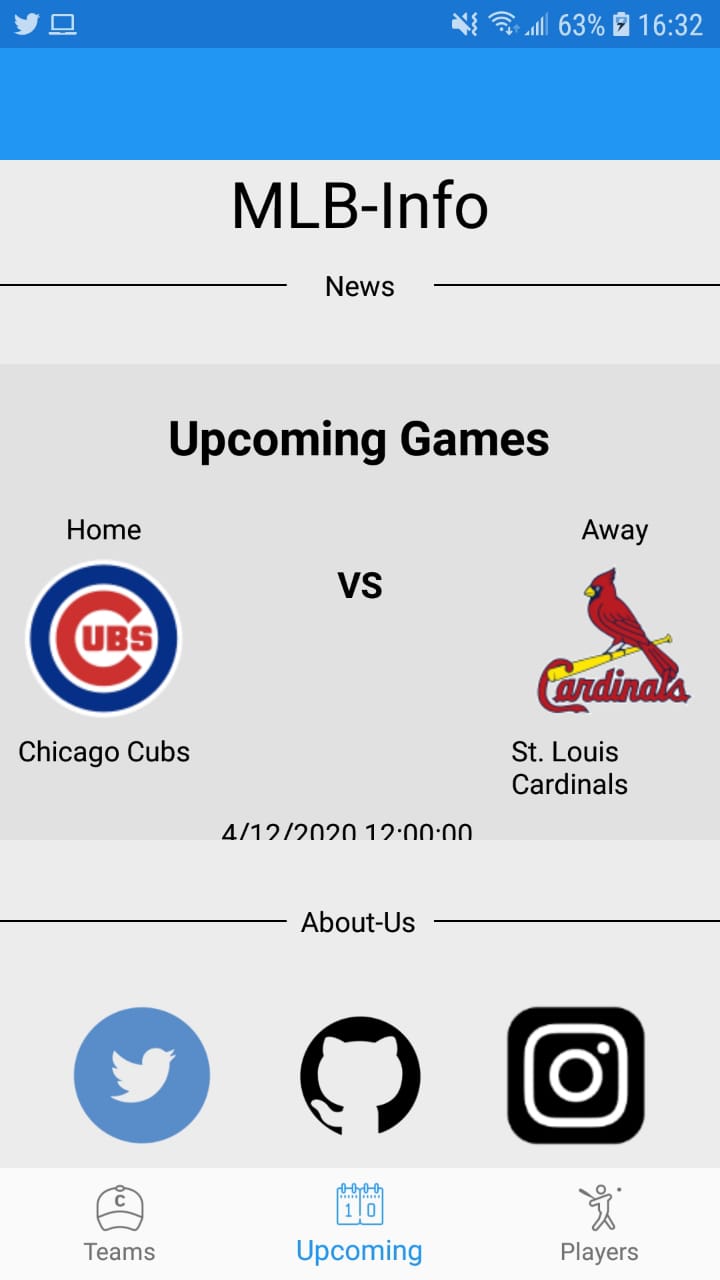 63% 16:32
MLB-Info
News
Upcoming Games
Home
Away
VS
UBS
Cardinals
Chicago Cubs
St. Louis
Cardinals
4/12/2020 12:00:00
About-Us
C
1 0
Teams
Upcoming
Players